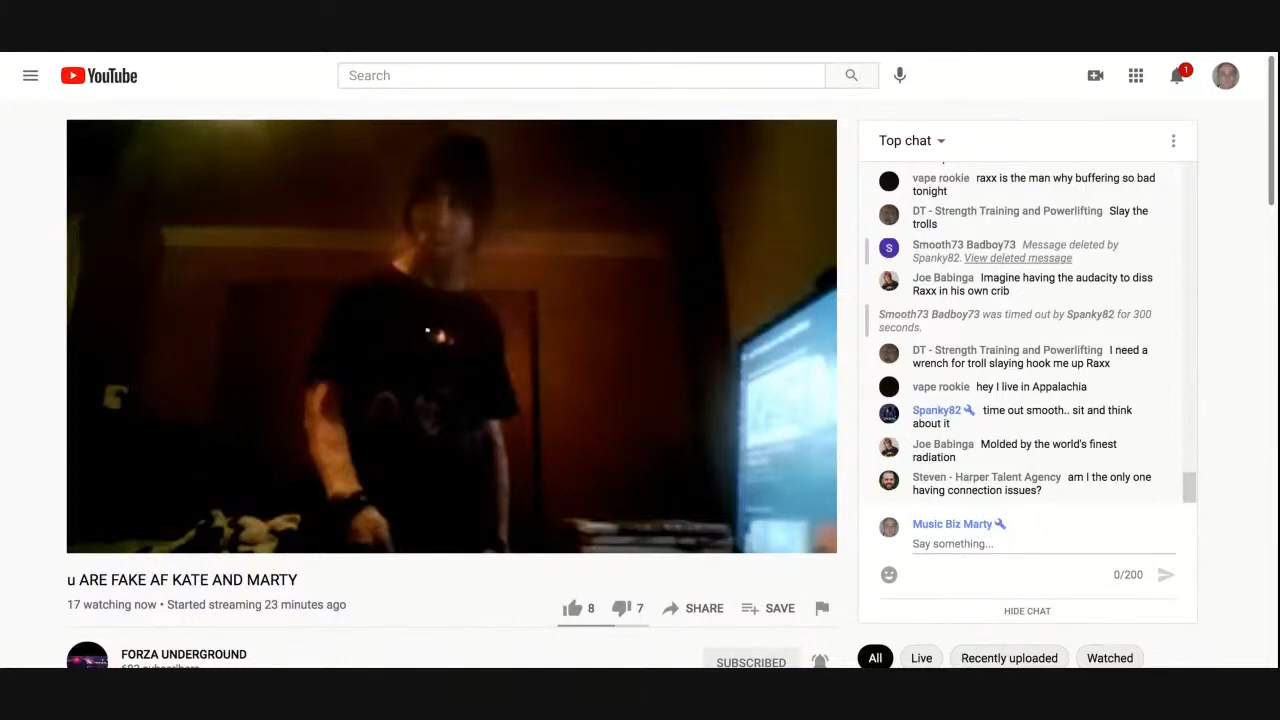 YouTube
Search
1
Top chat
vape rookie raxx is the man why buffering so bad
tonight
DT - Strength Training and Powerlifting Slay the
trolls
S
Smooth73 Badboy73 Message deleted by
Spanky82. View deleted message
Joe Babinga Imagine having the audacity to diss
Raxx in his own crib
Smooth73 Badboy73 was timed out by Spanky82 for 300
seconds.
DT - Strength Training and Powerlifting I need a
wrench for troll slaying hook me up Raxx
vape rookie hey I live in Appalachia
Spanky82 time out smooth.. sit and think
about it
Joe Babinga Molded by the world's finest
radiation
Steven - Harper Talent Agency am I the only one
having connection issues?
Music Biz Marty
Say something...
0/200
HIDE CHAT
u ARE FAKE AF KATE AND MARTY
17 watching now • Started streaming 23 minutes ago
8 7 SHARE SAVE
FORZA UNDERGROUND
SUBSCRIBED
All Live Recently uploaded Watched